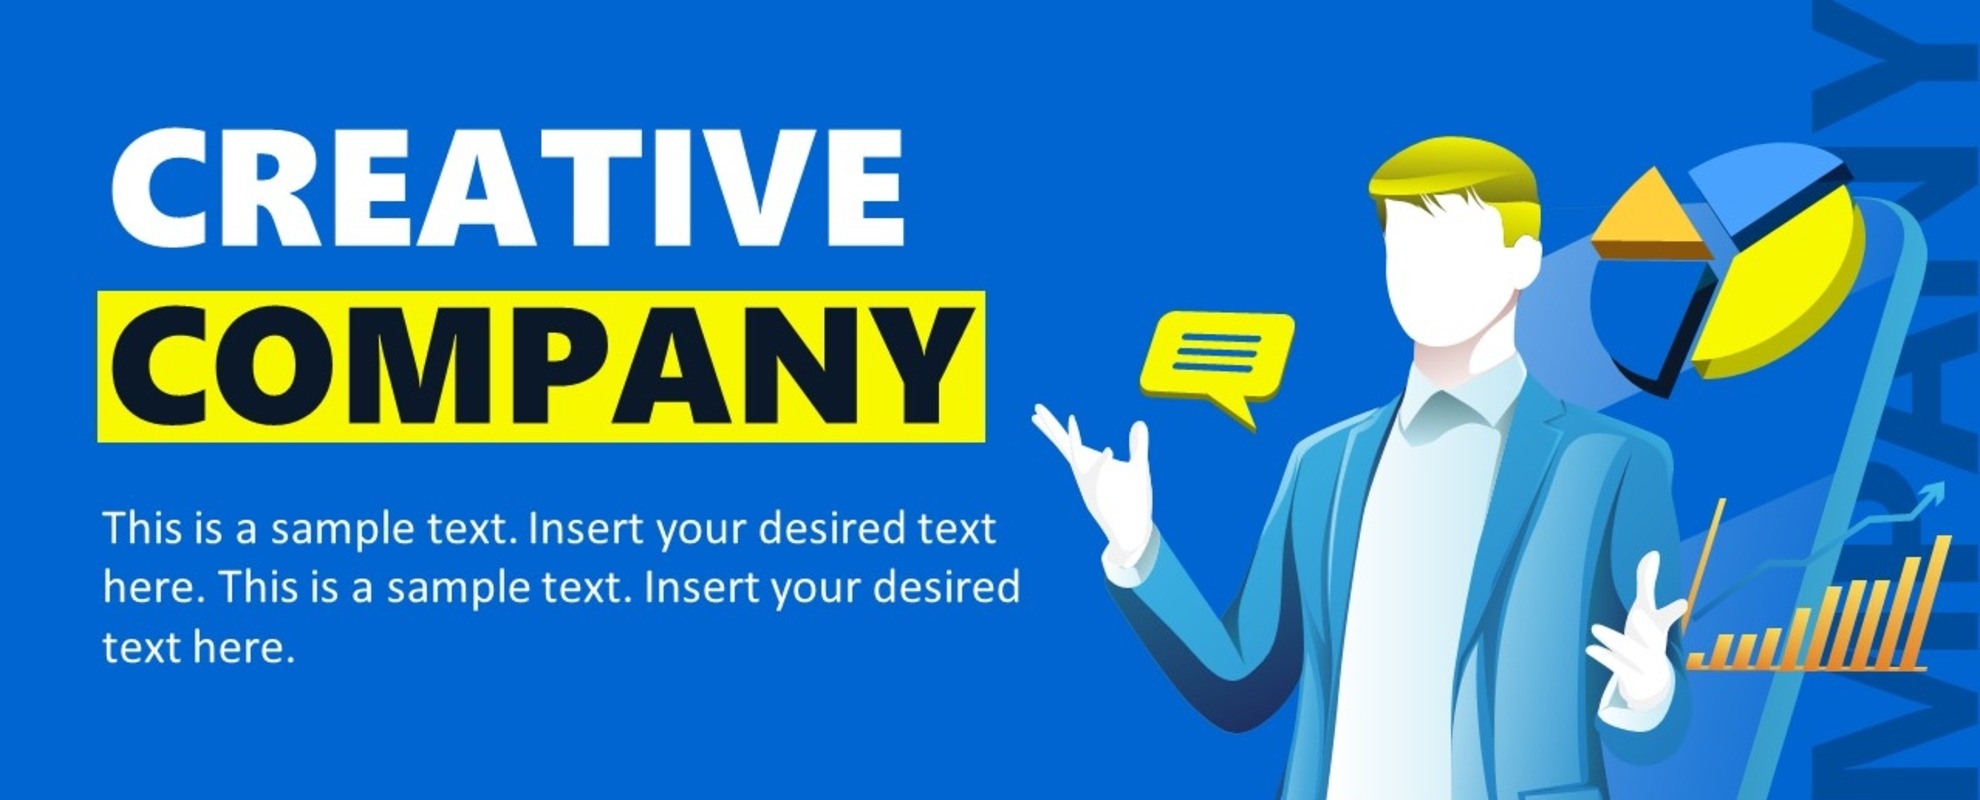 CREATIVE
COMPANY
This is a sample text. Insert your desired text
here. This is a sample text. Insert your desired
text here.
MPANY